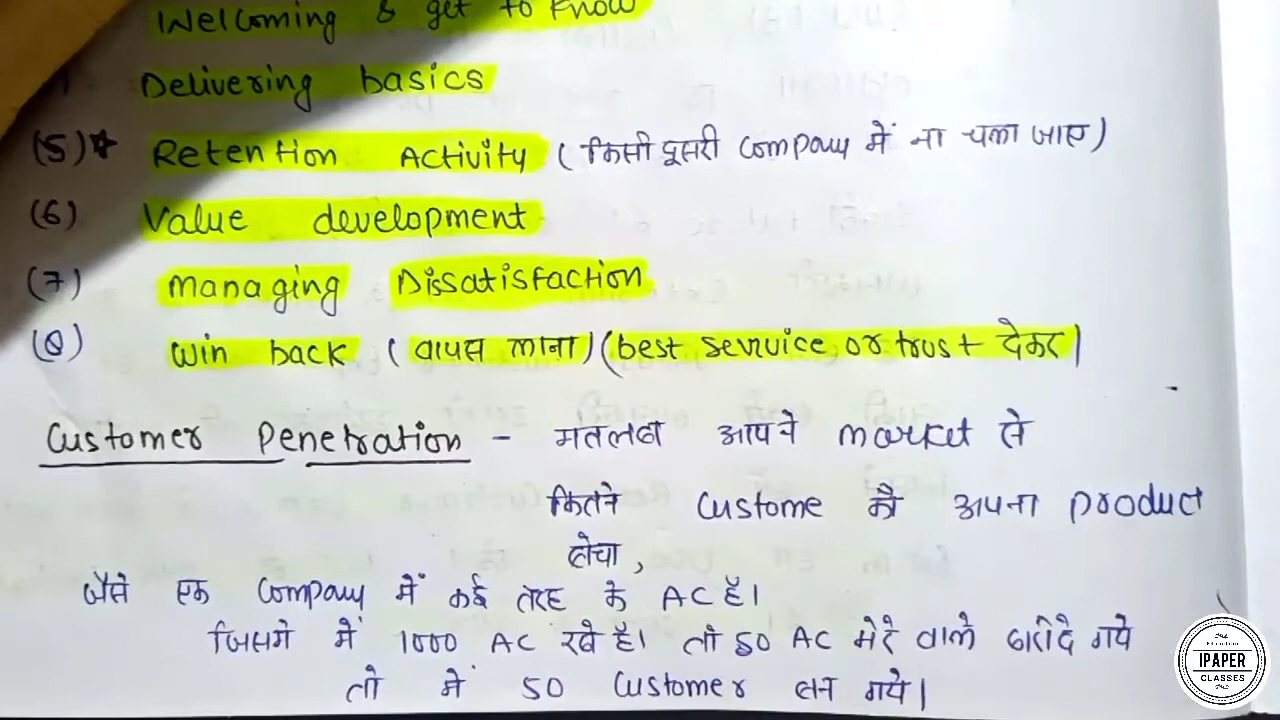 Welcoming & get to know
Delivering basics
(5)* Retention Activity (किसी दूसरी Company में ना चला जाए)
(6) Value development
(7) Managing Dissatisfaction
(8) Win back (वापस लाना) (best service or trust देकर)
Customer Penetration - मतलब आपने market से
कितने Custome को अपना product
बेचा,
जैसे एक Company में कई तरह के AC है।
जिसमे में 1000 AC रखे है। तो 50 AC मेरे वाले खरीदे गये
तो में 50 Customer बन गये।
IPAPER
CLASSES